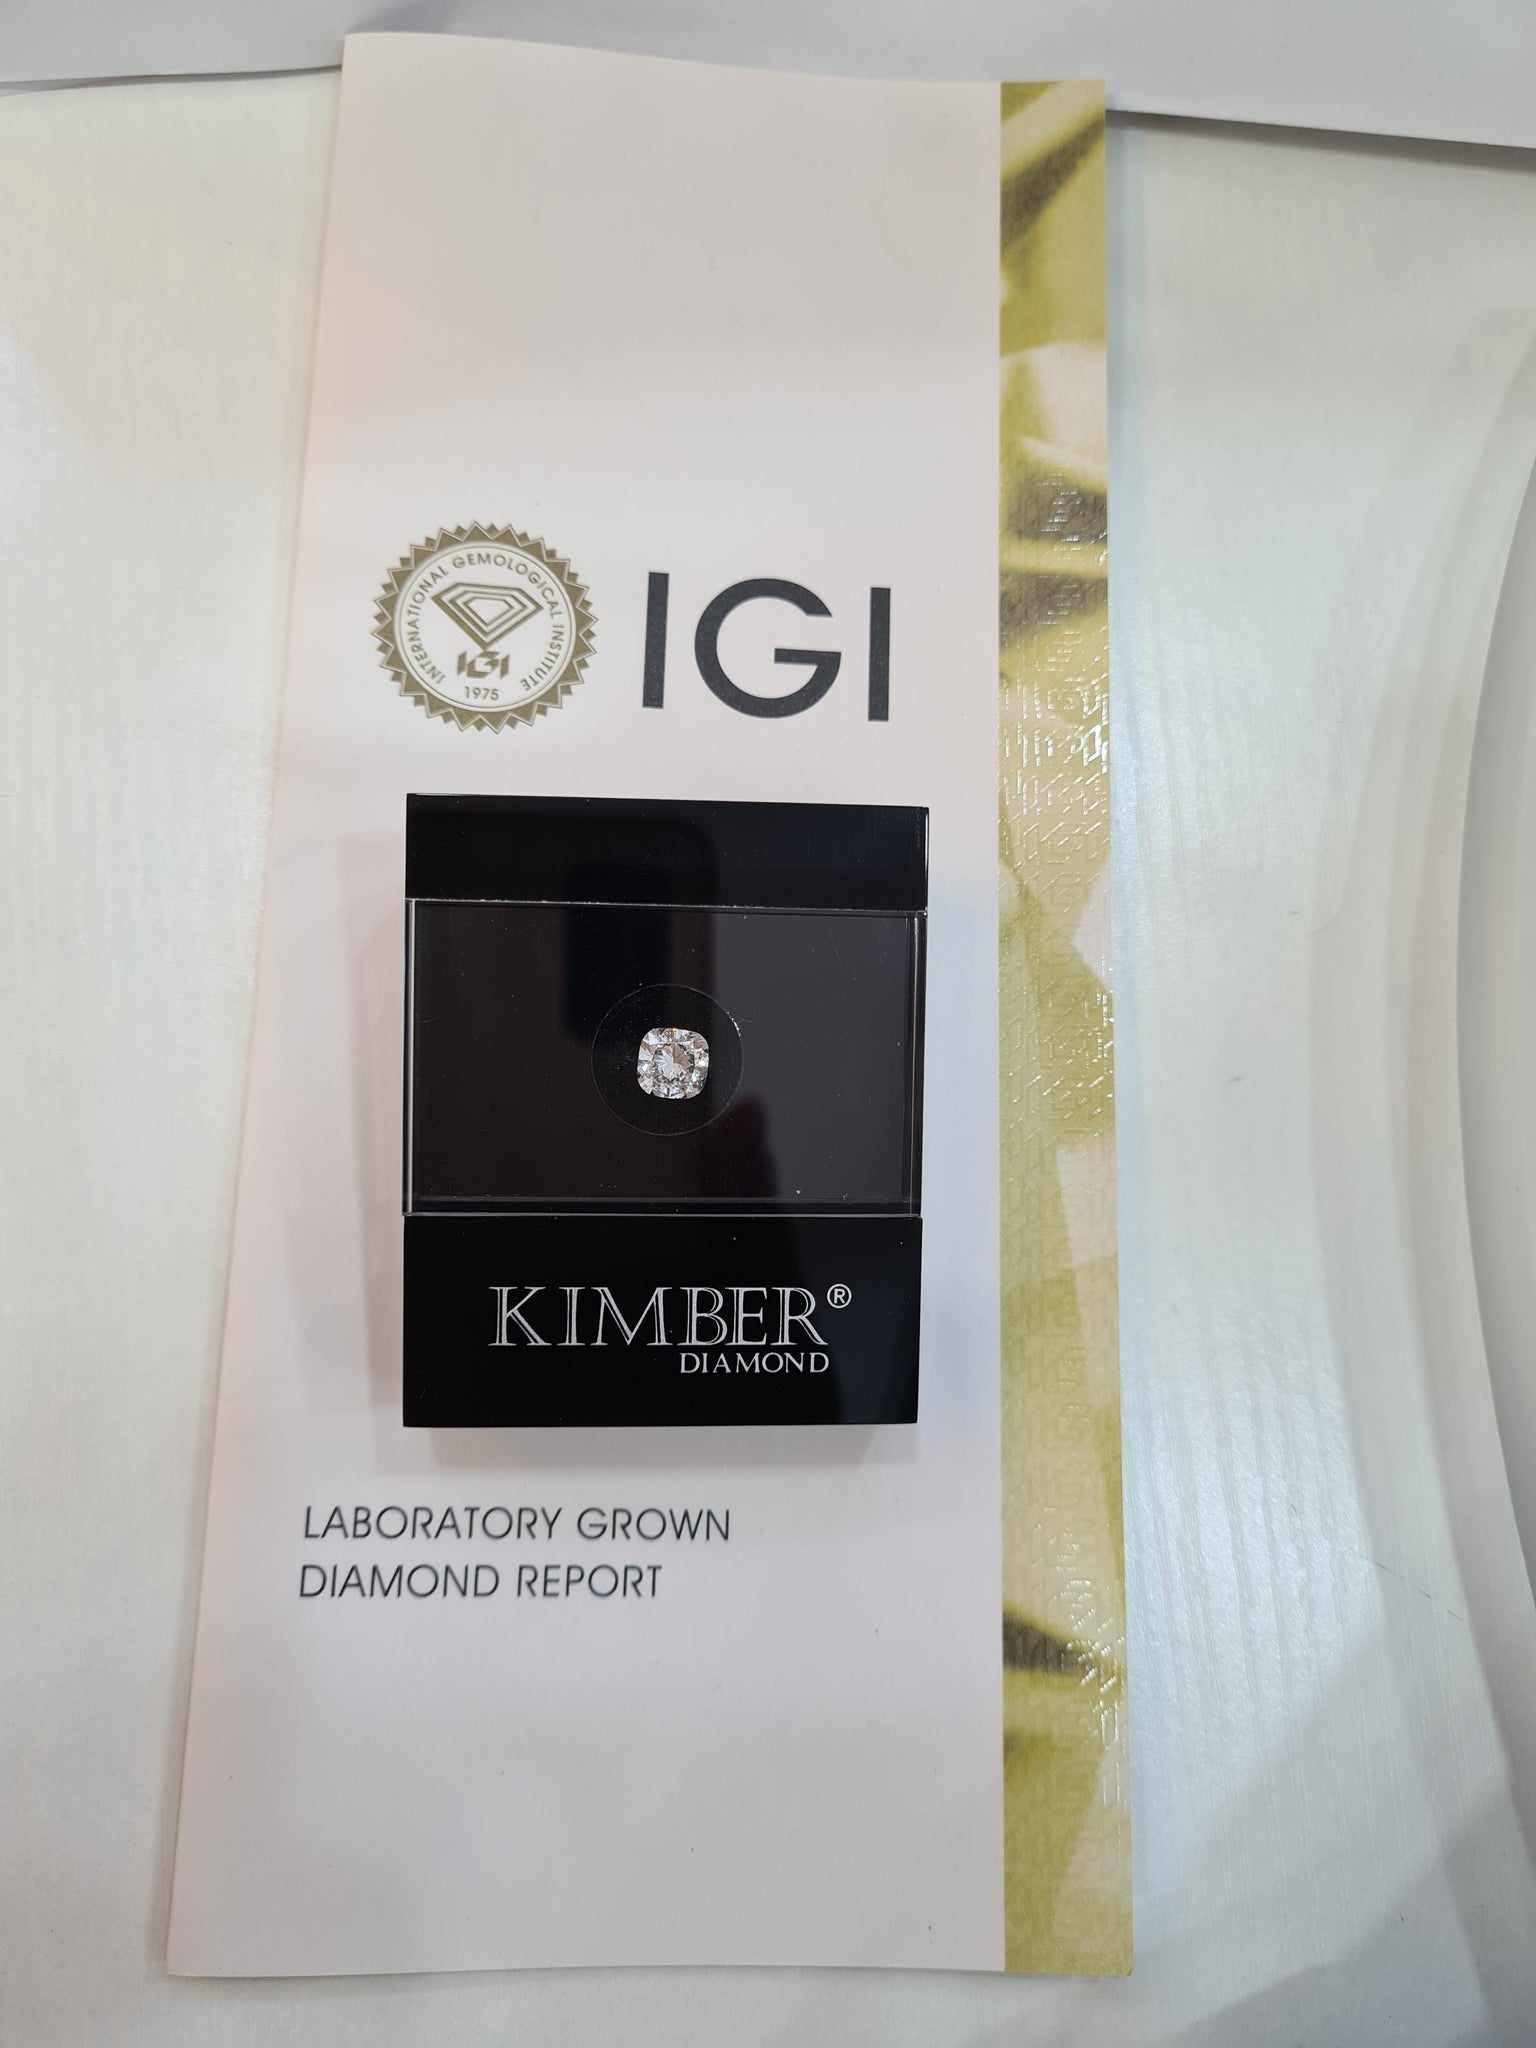 INTERNATIONAL GEMOLOGICAL INSTITUTE
IGI
1975
IGI
KIMBER®
DIAMOND
LABORATORY GROWN
DIAMOND REPORT